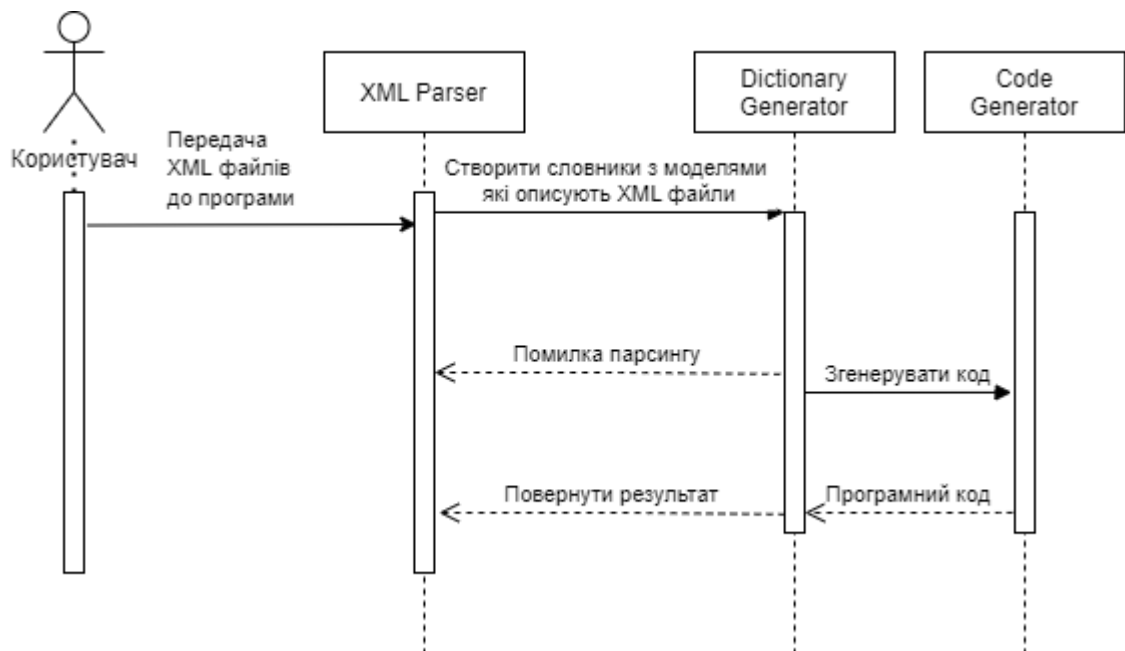 XML Parser
Dictionary
Generator
Code
Generator
Користувач
Передача
XML файлів
до програми
Створити словники з моделями
які описують XML файли
Помилка парсингу
Згенерувати код
Повернути результат
Програмний код